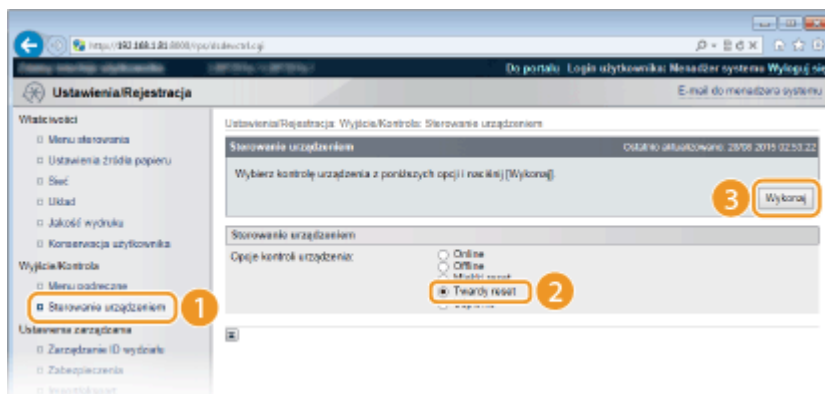 Do portalu Login użytkownika: Menedżer systemu Wyloguj się
Ustawienia/Rejestracja
E-mail do menedżera systemu
Właściwości
Menu sterowania
Ustawienia źródła papieru
Sieć
Układ
Jakość wydruku
Konserwacja użytkownika
Wyjście/Kontrola
Menu podręczne
Sterowanie urządzeniem
1
Ustawienia zarządzania
Zarządzanie ID wydziału
Zabezpieczenia
Ustawienia/Rejestracja: Wyjście/Kontrola: Sterowanie urządzeniem
Sterowanie urządzeniem
Ostatnio aktualizowano: 28/08 2015 02:53:22
Wybierz kontrolę urządzenia z poniższych opcji i naciśnij [Wykonaj].
3
Wykonaj
Sterowanie urządzeniem
Opcje kontroli urządzenia:
Online
Offline
Miękki reset
Twardy reset
2